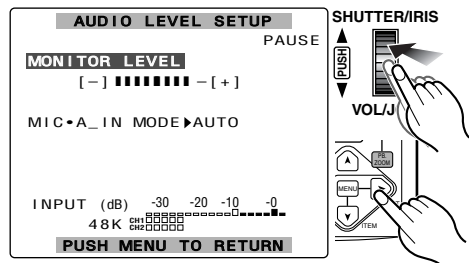 AUDIO LEVEL SETUP
PAUSE
MONITOR LEVEL
[–] – [+]
MIC•A_IN MODE▶AUTO
INPUT (dB) -30 -20 -10 -0
48K CH1
CH2
PUSH MENU TO RETURN
SHUTTER/IRIS
PUSH
VOL/J
PB. ZOOM
MENU
ITEM